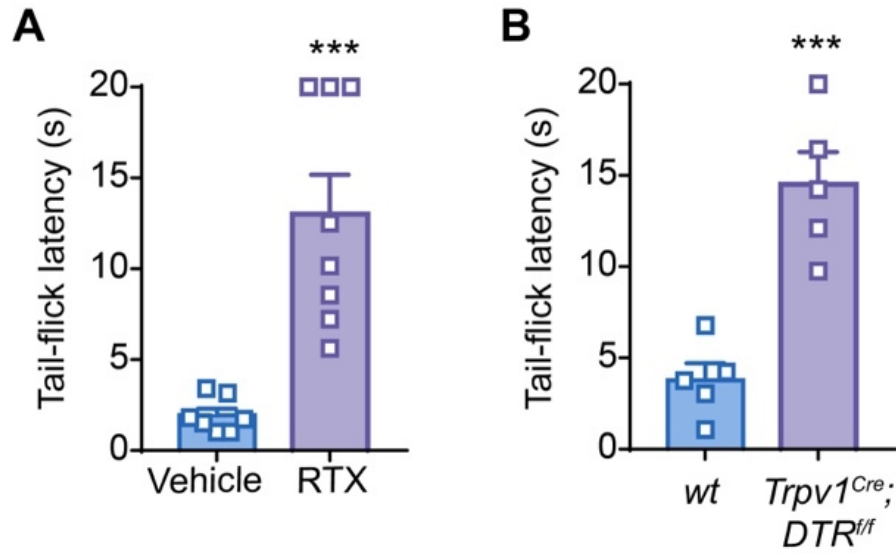 A
***
Tail-flick latency (s)
20
15
10
5
0
Vehicle RTX
B
***
Tail-flick latency (s)
20
15
10
5
0
wt Trpv1Cre;
DTRf/f